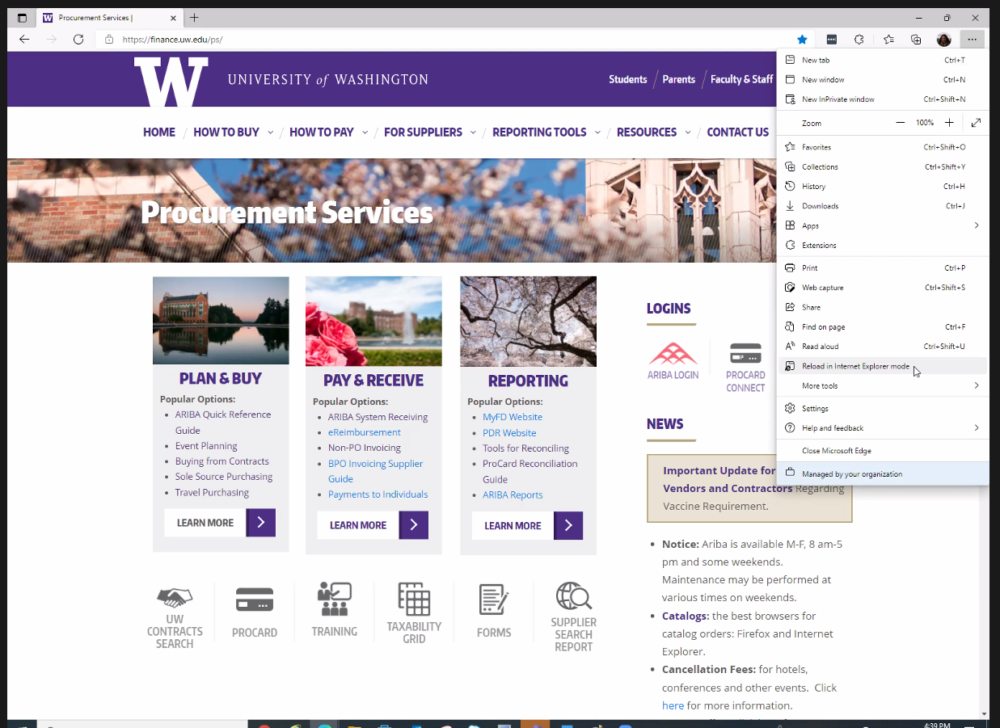 Procurement Services |
https://finance.uw.edu/ps/
W
UNIVERSITY of WASHINGTON
Students
Parents
Faculty & Staff
HOME
HOW TO BUY
HOW TO PAY
FOR SUPPLIERS
REPORTING TOOLS
RESOURCES
CONTACT US
Procurement Services
PLAN & BUY
Popular Options:
ARIBA Quick Reference
Guide
Event Planning
Buying from Contracts
Sole Source Purchasing
Travel Purchasing
LEARN MORE
PAY & RECEIVE
Popular Options:
ARIBA System Receiving
eReimbursement
Non-PO Invoicing
BPO Invoicing Supplier
Guide
Payments to Individuals
LEARN MORE
REPORTING
Popular Options:
MyFD Website
PDR Website
Tools for Reconciling
ProCard Reconciliation
Guide
ARIBA Reports
LEARN MORE
UW
CONTRACTS
SEARCH
PROCARD
TRAINING
TAXABILITY
GRID
FORMS
SUPPLIER
SEARCH
REPORT
LOGINS
ARIBA LOGIN
PROCARD
CONNECT
NEWS
Important Update for
Vendors and Contractors Regarding
Vaccine Requirement.
Notice: Ariba is available M-F, 8 am-5
pm and some weekends.
Maintenance may be performed at
various times on weekends.
Catalogs: the best browsers for
catalog orders: Firefox and Internet
Explorer.
Cancellation Fees: for hotels,
conferences and other events. Click
here for more information.
New tab Ctrl+T
New window Ctrl+N
New InPrivate window Ctrl+Shift+N
Zoom 100%
Favorites Ctrl+Shift+O
Collections Ctrl+Shift+Y
History Ctrl+H
Downloads Ctrl+J
Apps
Extensions
Print Ctrl+P
Web capture Ctrl+Shift+S
Share
Find on page Ctrl+F
Read aloud Ctrl+Shift+U
Reload in Internet Explorer mode
More tools
Settings
Help and feedback
Close Microsoft Edge
Managed by your organization
4:39 PM